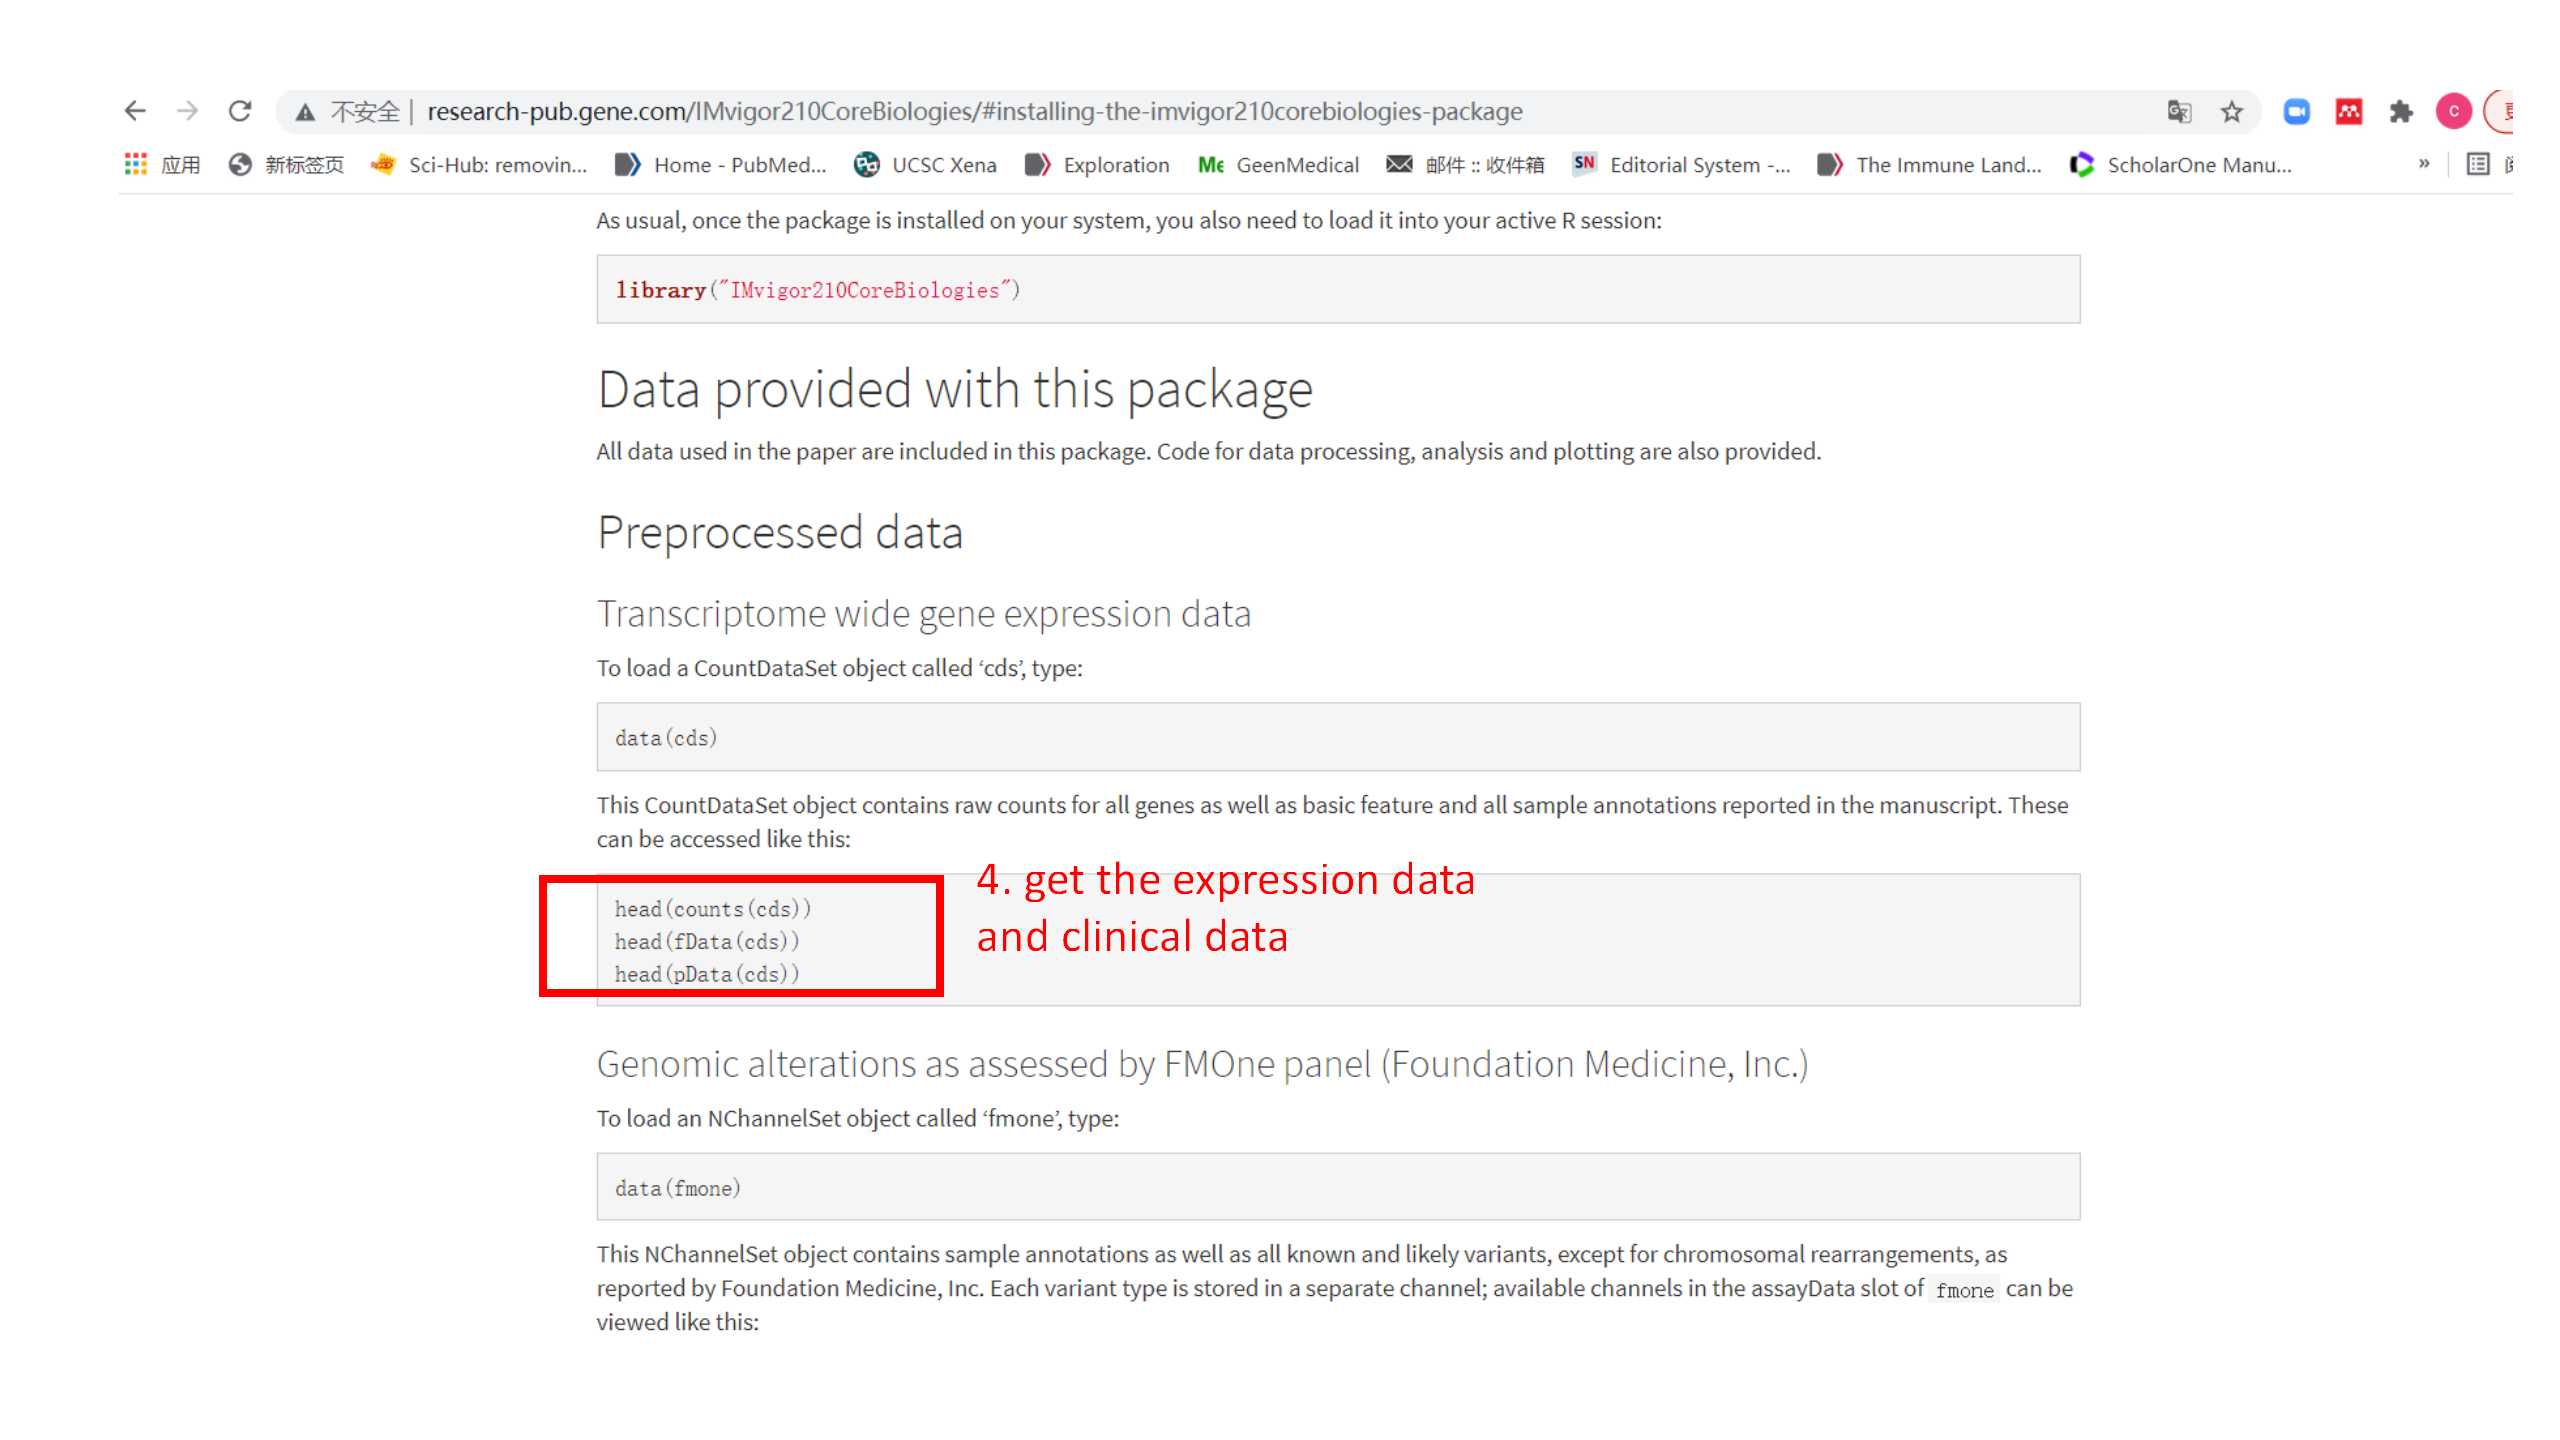 不安全 | research-pub.gene.com/IMvigor210CoreBiologies/#installing-the-imvigor210corebiologies-package
应用 新标签页 Sci-Hub: removin... Home - PubMed... UCSC Xena Exploration GeenMedical 邮件 :: 收件箱 SN Editorial System -... The Immune Land... ScholarOne Manu... »
As usual, once the package is installed on your system, you also need to load it into your active R session:
library("IMvigor210CoreBiologies")
Data provided with this package
All data used in the paper are included in this package. Code for data processing, analysis and plotting are also provided.
Preprocessed data
Transcriptome wide gene expression data
To load a CountDataSet object called ‘cds’, type:
data(cds)
This CountDataSet object contains raw counts for all genes as well as basic feature and all sample annotations reported in the manuscript. These
can be accessed like this:
4. get the expression data
and clinical data
head(counts(cds))
head(fData(cds))
head(pData(cds))
Genomic alterations as assessed by FMOne panel (Foundation Medicine, Inc.)
To load an NChannelSet object called ‘fmone’, type:
data(fmone)
This NChannelSet object contains sample annotations as well as all known and likely variants, except for chromosomal rearrangements, as
reported by Foundation Medicine, Inc. Each variant type is stored in a separate channel; available channels in the assayData slot of fmone can be
viewed like this: